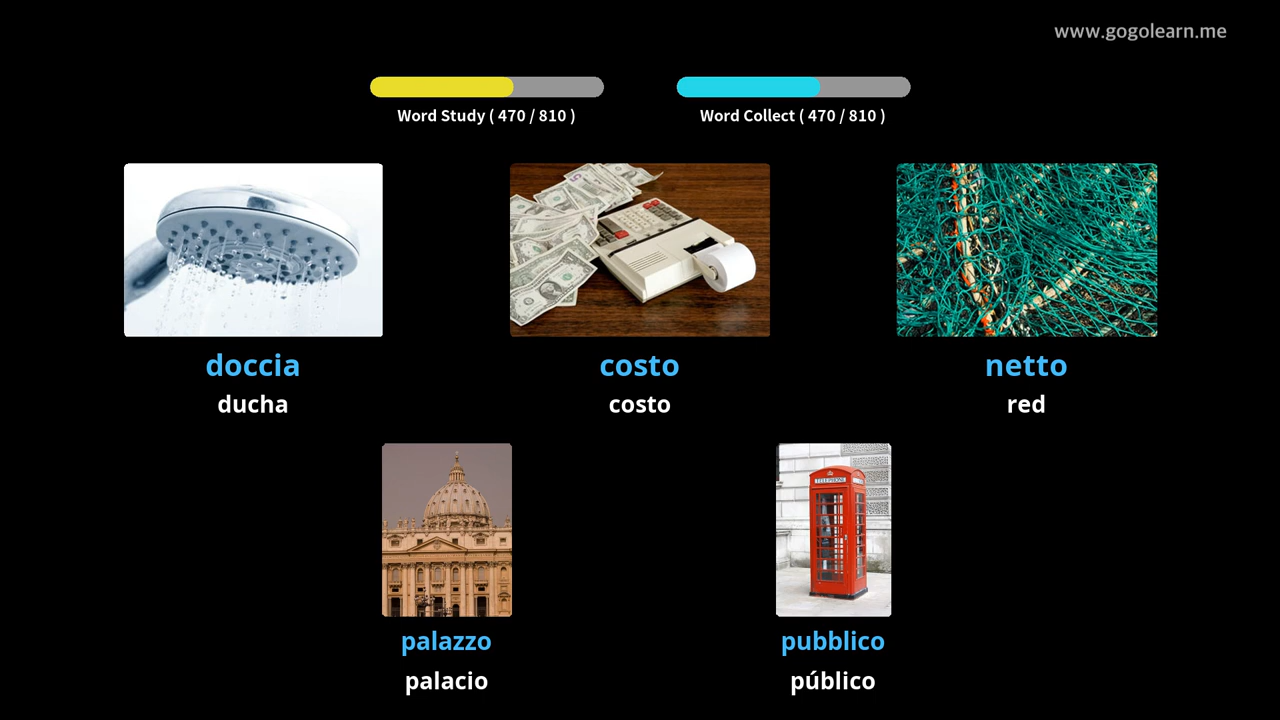 www.gogolearn.me
Word Study ( 470 / 810 )
Word Collect ( 470 / 810 )
doccia
ducha
costo
costo
netto
red
TELEPHONE
palazzo
palacio
pubblico
público